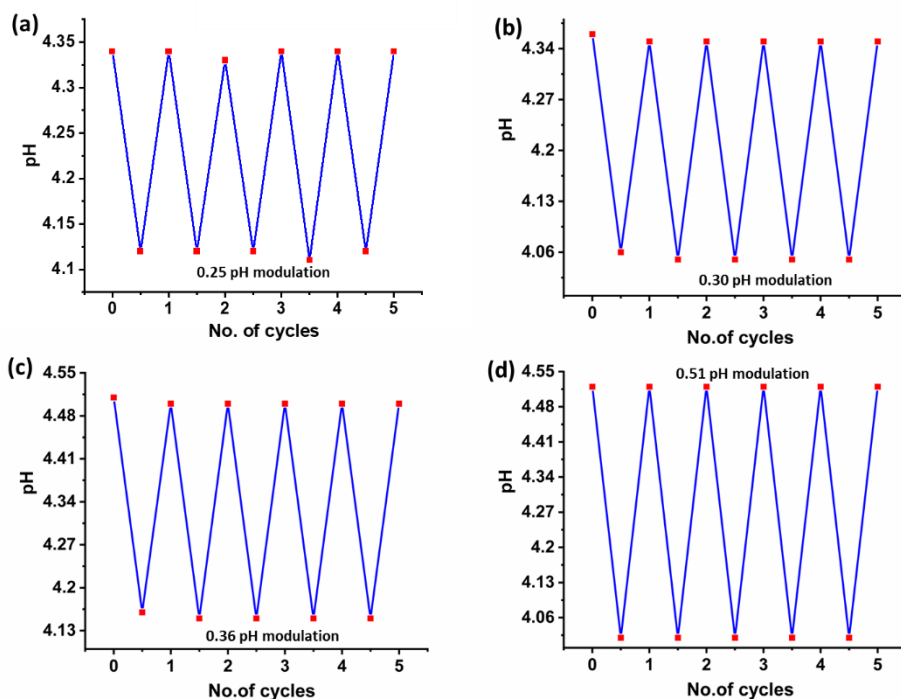 (a)
4.35
4.3
4.25
4.2
4.15
4.1
pH
0.25 pH modulation
0 1 2 3 4 5
No. of cycles
(b)
4.34
4.27
4.2
4.13
4.06
pH
0.30 pH modulation
0 1 2 3 4 5
No.of cycles
(c)
4.55
4.48
4.41
4.34
4.27
4.2
4.13
pH
0.36 pH modulation
0 1 2 3 4 5
No.of cycles
(d)
4.55
0.51 pH modulation
4.48
4.41
4.34
4.27
4.2
4.13
4.06
pH
0 1 2 3 4 5
No.of cycles